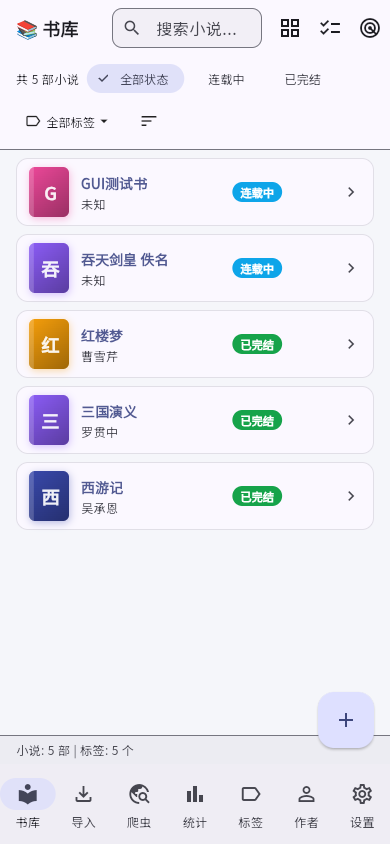 📚 书库
搜索小说...
共 5 部小说
全部状态
连载中
已完结
全部标签
G
GUI测试书
未知
连载中
吞
吞天剑皇 佚名
未知
连载中
红
红楼梦
曹雪芹
已完结
三
三国演义
罗贯中
已完结
西
西游记
吴承恩
已完结
小说: 5 部 | 标签: 5 个
书库
导入
爬虫
统计
标签
作者
设置